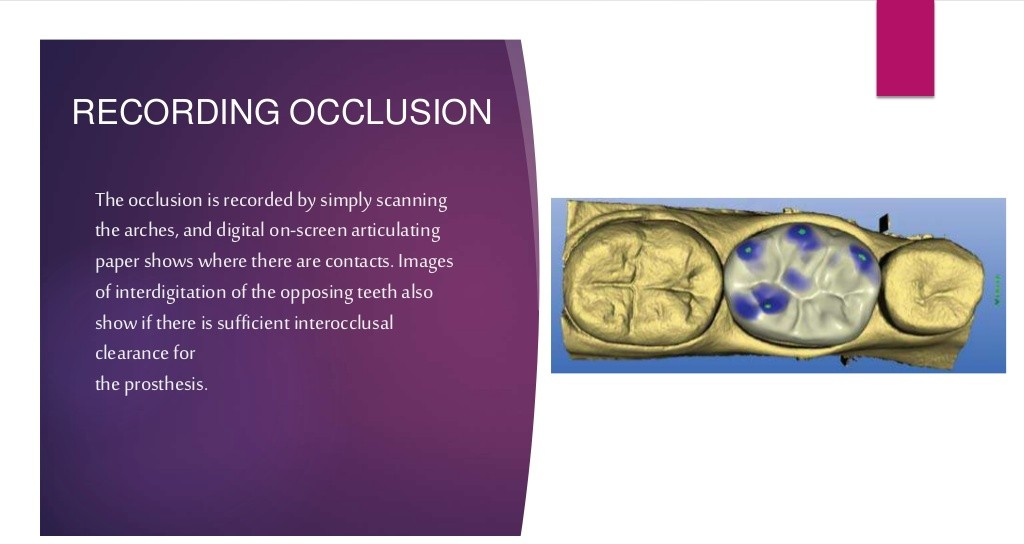 RECORDING OCCLUSION
The occlusion is recorded by simply scanning
the arches, and digital on-screen articulating
paper shows where there are contacts. Images
of interdigitation of the opposing teeth also
show if there is sufficient interocclusal
clearance for
the prosthesis.